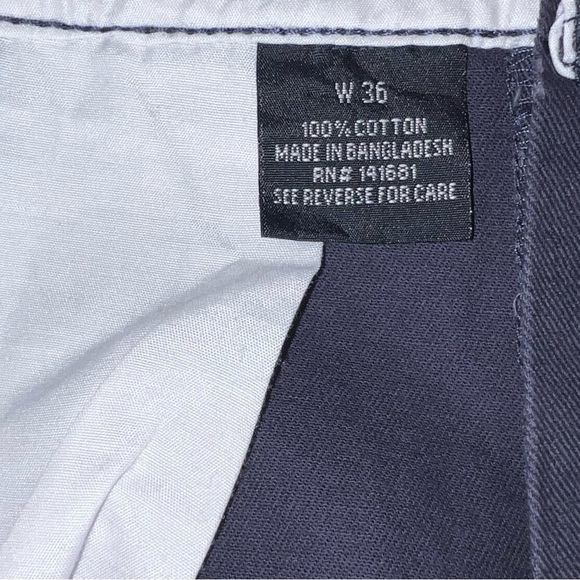 W 36
100% COTTON
MADE IN BANGLADESH
RN# 141681
SEE REVERSE FOR CARE